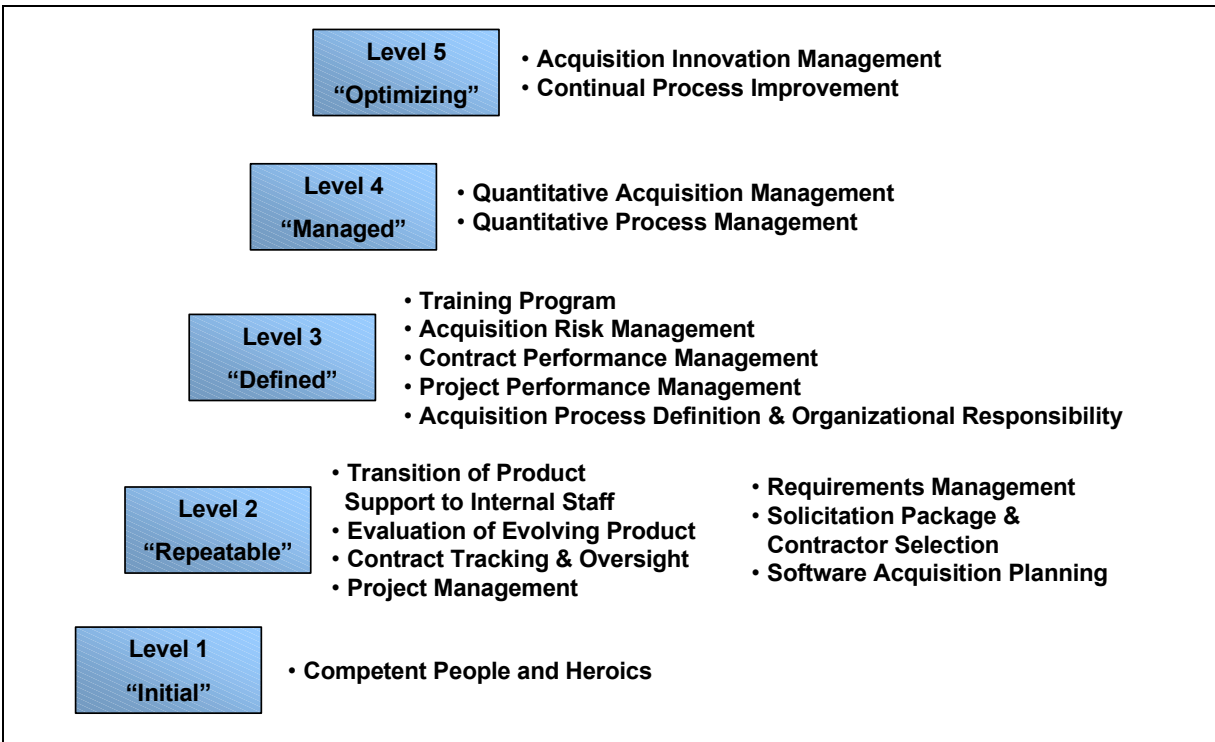 Level 5
“Optimizing”
• Acquisition Innovation Management
• Continual Process Improvement
Level 4
“Managed”
• Quantitative Acquisition Management
• Quantitative Process Management
Level 3
“Defined”
• Training Program
• Acquisition Risk Management
• Contract Performance Management
• Project Performance Management
• Acquisition Process Definition & Organizational Responsibility
Level 2
“Repeatable”
• Transition of Product
Support to Internal Staff
• Evaluation of Evolving Product
• Contract Tracking & Oversight
• Project Management
• Requirements Management
• Solicitation Package &
Contractor Selection
• Software Acquisition Planning
Level 1
“Initial”
• Competent People and Heroics